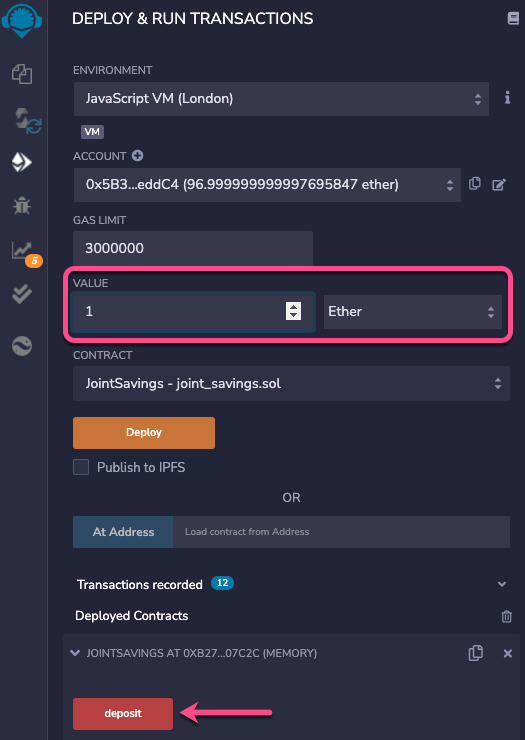 DEPLOY & RUN TRANSACTIONS
ENVIRONMENT
JavaScript VM (London)
VM
ACCOUNT
0x5B3...eddC4 (96.999999999997695847 ether)
GAS LIMIT
3000000
VALUE
1
Ether
CONTRACT
JointSavings - joint_savings.sol
Deploy
Publish to IPFS
OR
At Address
Load contract from Address
5
Transactions recorded 12
Deployed Contracts
JOINTSAVINGS AT 0XB27...07C2C (MEMORY)
deposit